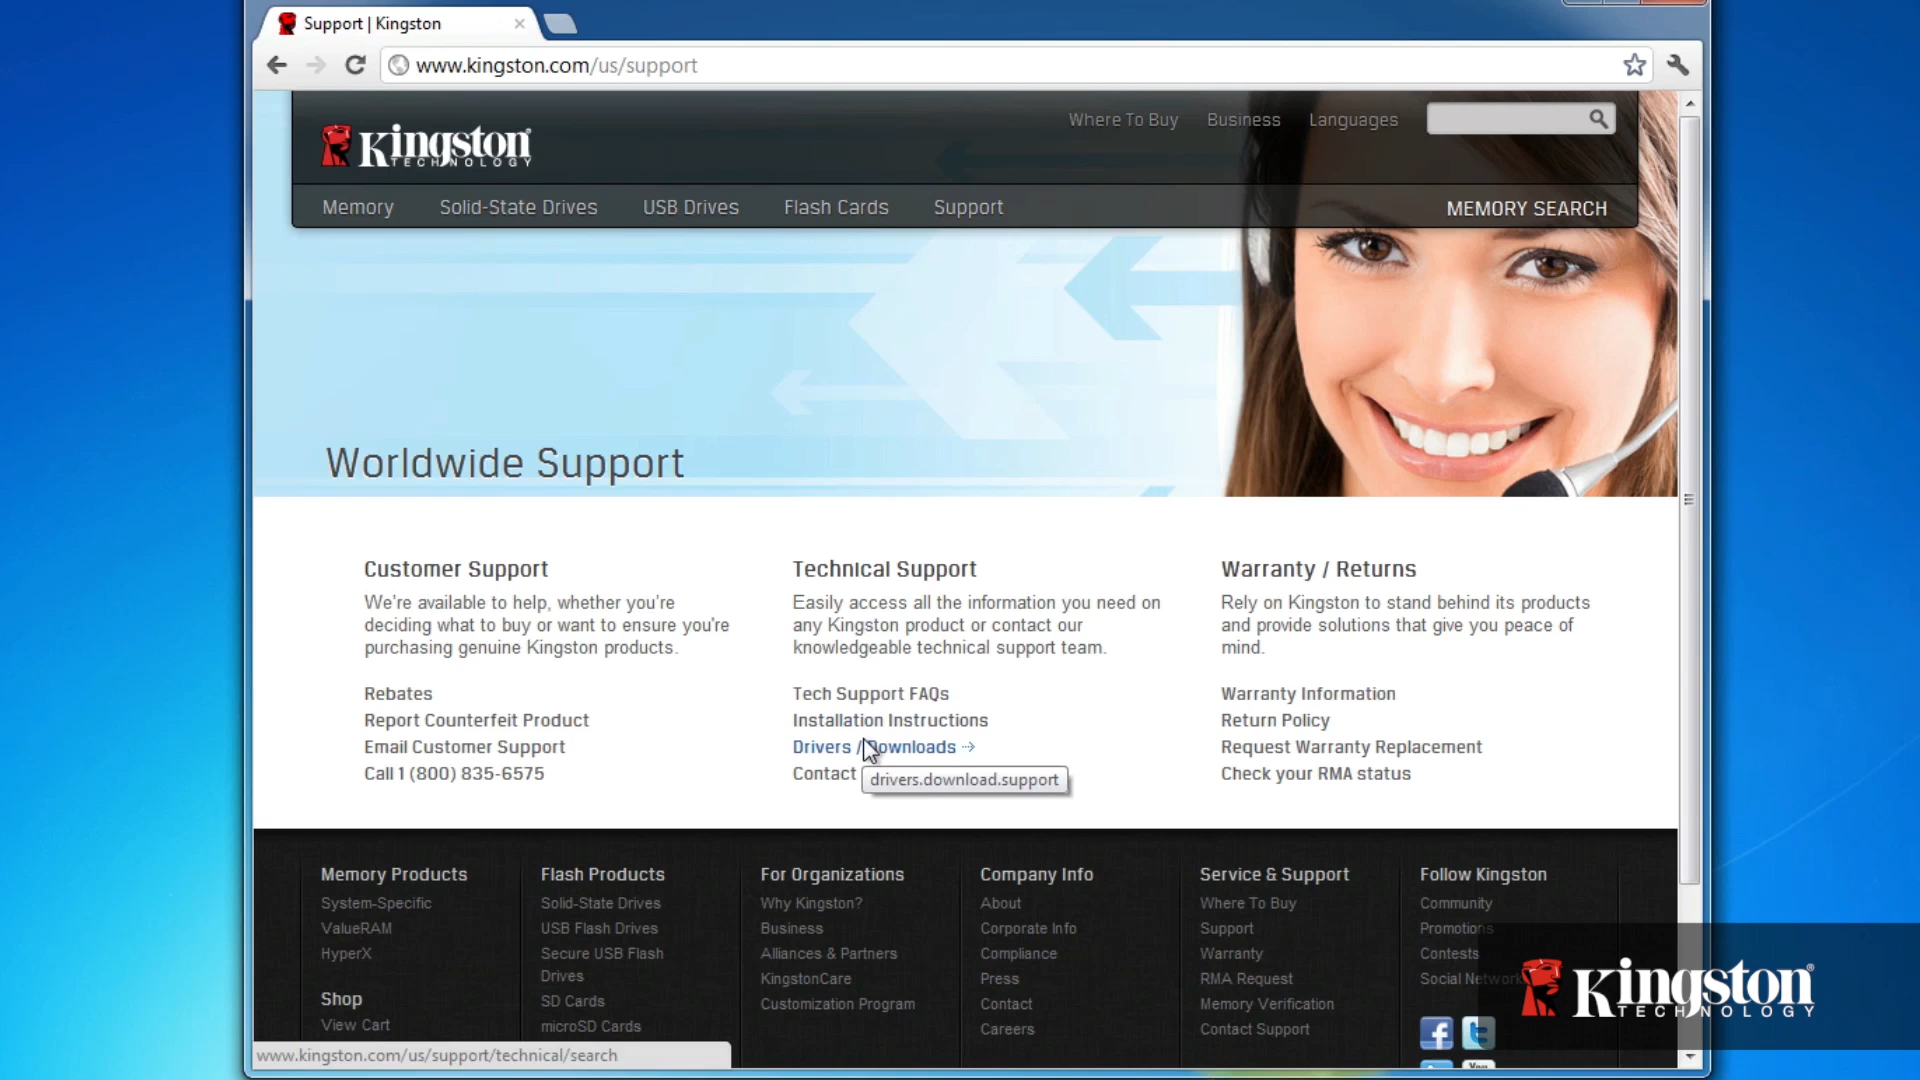 Support | Kingston
www.kingston.com/us/support
Where To Buy
Business
Languages
Kingston
TECHNOLOGY
Memory
Solid-State Drives
USB Drives
Flash Cards
Support
MEMORY SEARCH
Worldwide Support
Customer Support
We're available to help, whether you're
deciding what to buy or want to ensure you're
purchasing genuine Kingston products.
Rebates
Report Counterfeit Product
Email Customer Support
Call 1 (800) 835-6575
Technical Support
Easily access all the information you need on
any Kingston product or contact our
knowledgeable technical support team.
Tech Support FAQs
Installation Instructions
Drivers / Downloads
Contact
drivers.download.support
Warranty / Returns
Rely on Kingston to stand behind its products
and provide solutions that give you peace of
mind.
Warranty Information
Return Policy
Request Warranty Replacement
Check your RMA status
Memory Products
System-Specific
ValueRAM
HyperX
Shop
View Cart
Flash Products
Solid-State Drives
USB Flash Drives
Secure USB Flash
Drives
SD Cards
microSD Cards
For Organizations
Why Kingston?
Business
Alliances & Partners
KingstonCare
Customization Program
Company Info
About
Corporate Info
Compliance
Press
Contact
Careers
Service & Support
Where To Buy
Support
Warranty
RMA Request
Memory Verification
Contact Support
Follow Kingston
Community
Promotions
Contests
Social Network
Kingston
TECHNOLOGY
www.kingston.com/us/support/technical/search